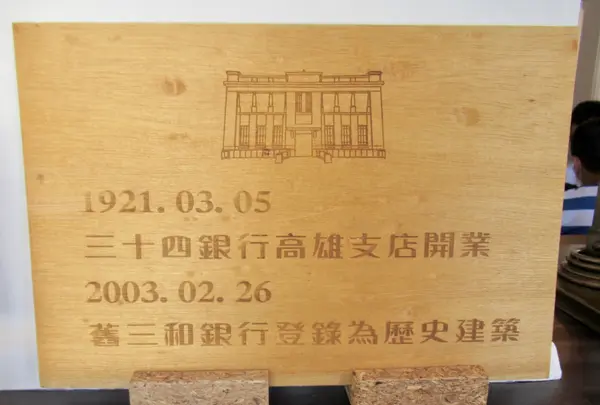 1921. 03. 05
三十四銀行高雄支店開業
2003. 02. 26
舊三和銀行登錄為歷史建築